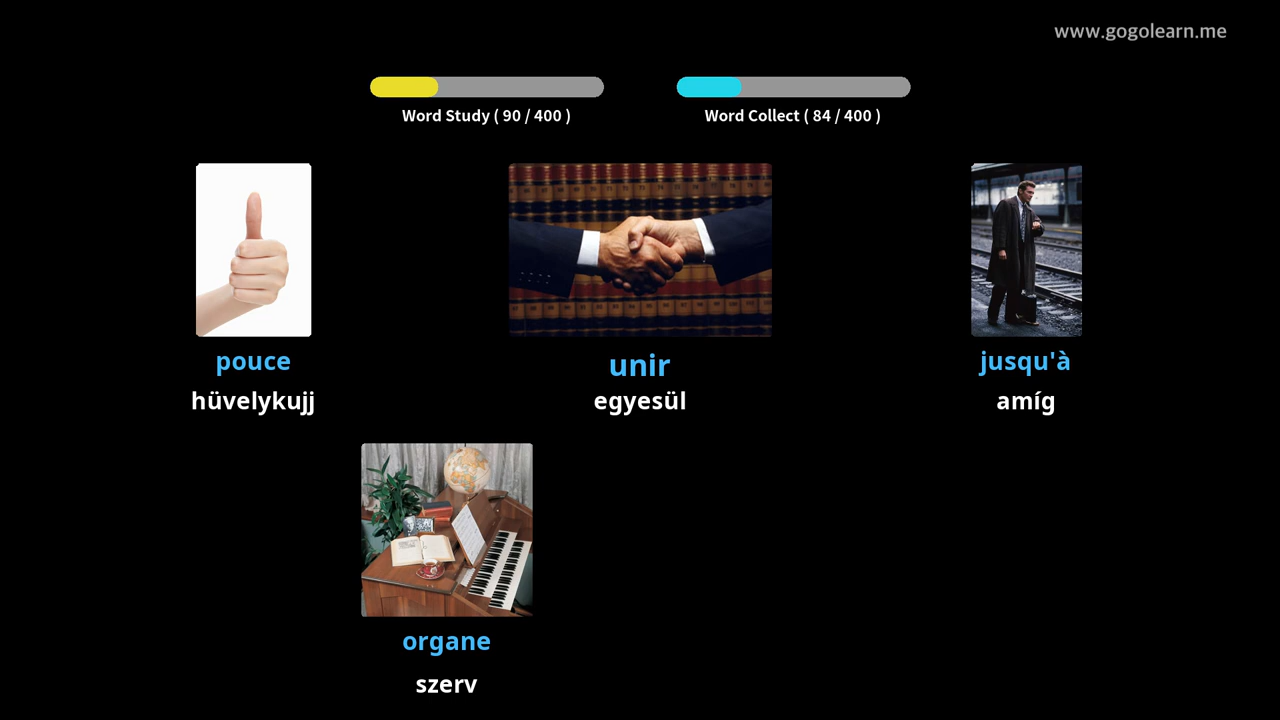 www.gogolearn.me
Word Study ( 90 / 400 )
Word Collect ( 84 / 400 )
pouce
hüvelykujj
unir
egyesül
jusqu'à
amíg
organe
szerv